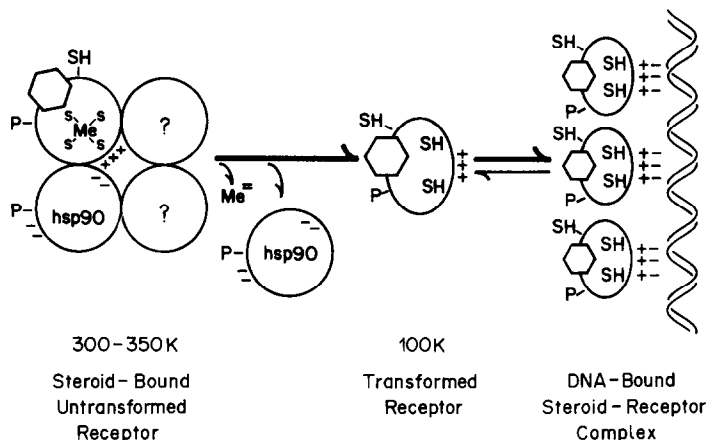 SH
S S
Me
S S
P-
+++
--
?
hsp90
P-
--
?
Me=
P-
hsp90
--
--
SH
SH
SH
P-
+
+
+
SH
SH
SH
P-
+-
+-
+-
SH
SH
SH
P-
+-
+-
+-
SH
SH
SH
P-
+-
+-
+-
300-350K
Steroid-Bound
Untransformed
Receptor
100K
Transformed
Receptor
DNA-Bound
Steroid-Receptor
Complex